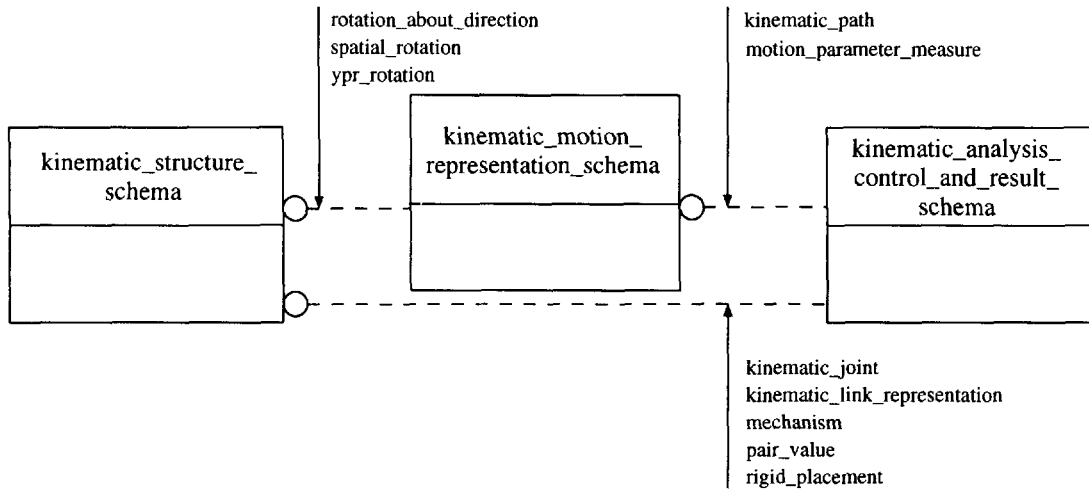 rotation_about_direction
spatial_rotation
ypr_rotation
kinematic_path
motion_parameter_measure
kinematic_structure_
schema
kinematic_motion_
representation_schema
kinematic_analysis_
control_and_result_
schema
kinematic_joint
kinematic_link_representation
mechanism
pair_value
rigid_placement